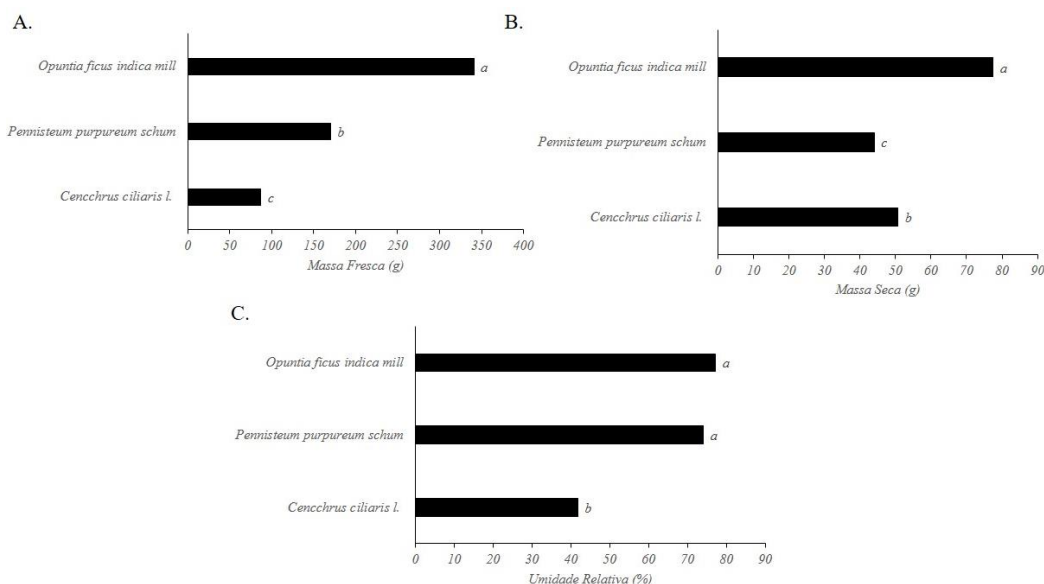 A.
Opuntia ficus indica mill
a
Pennisteum purpureum schum
b
Cencchrus ciliaris l.
c
0 50 100 150 200 250 300 350 400
Massa Fresca (g)
B.
Opuntia ficus indica mill
a
Pennisteum purpureum schum
c
Cencchrus ciliaris l.
b
0 10 20 30 40 50 60 70 80 90
Massa Seca (g)
C.
Opuntia ficus indica mill
a
Pennisteum purpureum schum
a
Cencchrus ciliaris l.
b
0 10 20 30 40 50 60 70 80 90
Umidade Relativa (%)